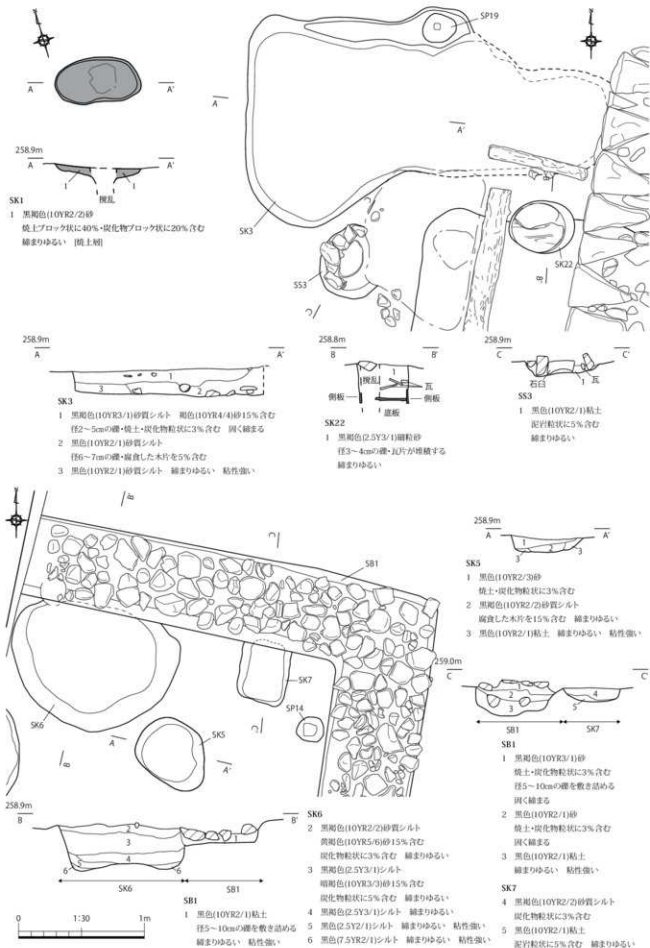 SP19
A
A'
A
A'
258.9m
A
A'
1
1
撹乱
SK1
1 黒褐色(10YR2/2)砂
焼土ブロック状に40%・炭化物ブロック状に20%含む
締まりゆるい [焼土層]
SK3
SS3
C
SK22
B
258.9m
A
A'
1
2
3
SK3
1 黒褐色(10YR3/1)砂質シルト 褐色(10YR4/4)砂15%含む
径2～5cmの礫・焼土・炭化物粒状に3%含む 固く締まる
2 黒色(10YR2/1)砂質シルト
径6～7cmの礫・腐食した木片を5%含む
3 黒色(10YR2/1)砂質シルト 締まりゆるい 粘性強い
258.8m
B
B'
撹乱
1
瓦
側板
側板
底板
SK22
1 黒褐色(2.5Y3/1)細粒砂
径3～4cmの礫・瓦片が堆積する
締まりゆるい
258.9m
C
C'
石臼
1
瓦
SS3
1 黒色(10YR2/1)粘土
泥岩粒状に5%含む
締まりゆるい
B'
C'
SB1
SK7
SP14
SK6
SK5
A
A'
B
C
258.9m
A
A'
1
2
3
3
SK5
1 黒色(10YR2/3)砂
焼土・炭化物粒状に3%含む
2 黒褐色(10YR2/2)砂質シルト
腐食した木片を15%含む 締まりゆるい
3 黒色(10YR2/1)粘土 締まりゆるい 粘性強い
259.0m
C
C'
1
2
3
4
5
SB1
SK7
SB1
1 黒褐色(10YR3/1)砂
焼土・炭化物粒状に3%含む
径5～10cmの礫を敷き詰める
固く締まる
2 黒色(10YR2/1)砂
焼土・炭化物粒状に3%含む
固く締まる
3 黒色(10YR2/1)粘土
締まりゆるい 粘性強い
SK7
4 黒褐色(10YR2/2)砂質シルト
炭化物粒状に3%含む
5 黒色(10YR2/1)粘土
泥岩粒状に5%含む 締まりゆるい
258.9m
B
B'
2
3
4
5
6
6
1
SK6
SB1
SB1
1 黒色(10YR2/1)粘土
径5～10cmの礫を敷き詰める
締まりゆるい 粘性強い
SK6
2 黒褐色(10YR2/2)砂質シルト
黄褐色(10YR5/6)砂15%含む
炭化物粒状に3%含む 締まりゆるい
3 黒褐色(2.5Y3/1)シルト
暗褐色(10YR3/3)砂15%含む
炭化物粒状に5%含む 締まりゆるい
4 黒褐色(2.5Y3/1)シルト 締まりゆるい
5 黒色(2.5Y2/1)シルト 締まりゆるい 粘性強い
6 黒色(7.5YR2/1)シルト 締まりゆるい 粘性強い
0
1:30
1m